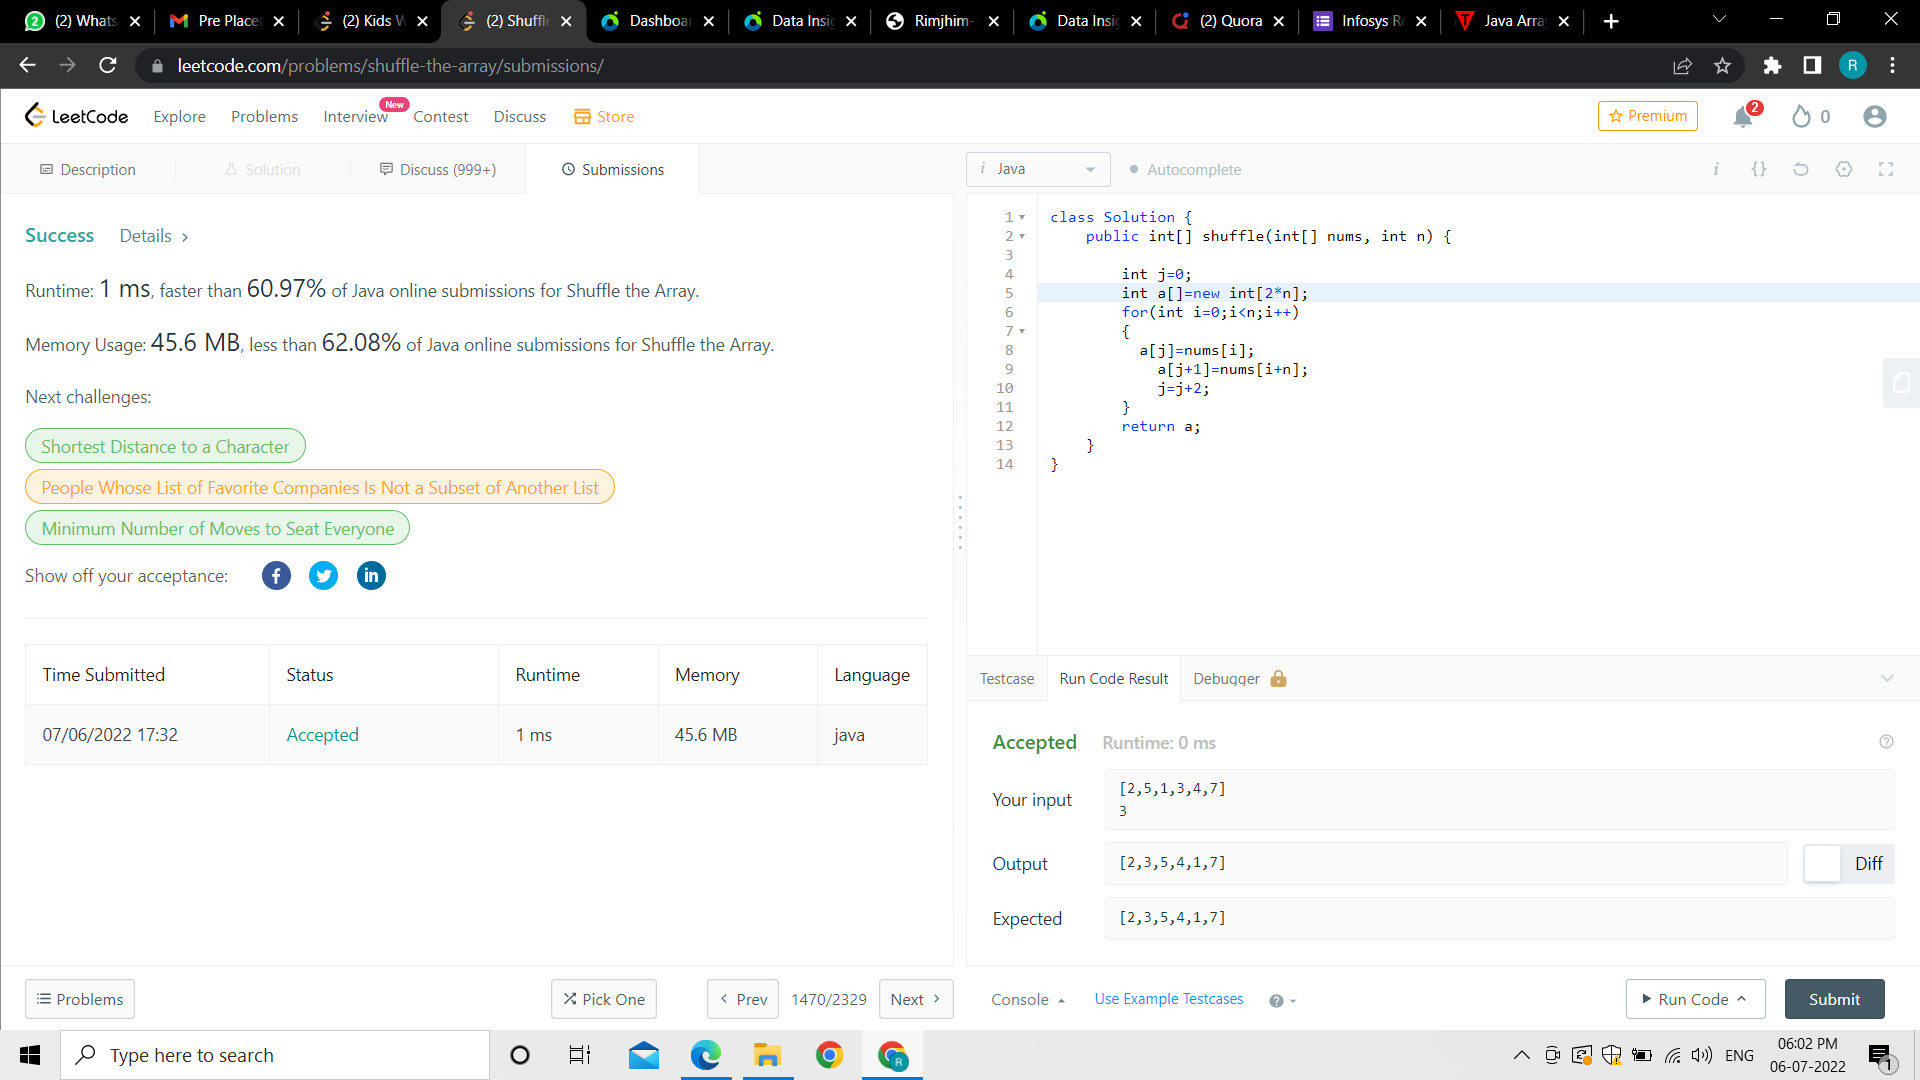 (2) Whats
Pre Place
(2) Kids W
(2) Shuffle
Dashboar
Data Insig
Rimjhim-
Data Insig
(2) Quora
Infosys Re
Java Array
leetcode.com/problems/shuffle-the-array/submissions/
R
LeetCode
Explore
Problems
Interview
New
Contest
Discuss
Store
Premium
2
0
Description
Solution
Discuss (999+)
Submissions
i Java
Autocomplete
Success
Details >
Runtime: 1 ms, faster than 60.97% of Java online submissions for Shuffle the Array.
Memory Usage: 45.6 MB, less than 62.08% of Java online submissions for Shuffle the Array.
Next challenges:
Shortest Distance to a Character
People Whose List of Favorite Companies Is Not a Subset of Another List
Minimum Number of Moves to Seat Everyone
Show off your acceptance:
Time Submitted
Status
Runtime
Memory
Language
07/06/2022 17:32
Accepted
1 ms
45.6 MB
java
1 class Solution {
2 public int[] shuffle(int[] nums, int n) {
3
4 int j=0;
5 int a[]=new int[2*n];
6 for(int i=0;i<n;i++)
7 {
8 a[j]=nums[i];
9 a[j+1]=nums[i+n];
10 j=j+2;
11 }
12 return a;
13 }
14 }
Testcase
Run Code Result
Debugger
Accepted
Runtime: 0 ms
Your input
[2,5,1,3,4,7]
3
Output
[2,3,5,4,1,7]
Diff
Expected
[2,3,5,4,1,7]
Problems
Pick One
Prev
1470/2329
Next
Console
Use Example Testcases
Run Code
Submit
Type here to search
ENG
06:02 PM
06-07-2022
1